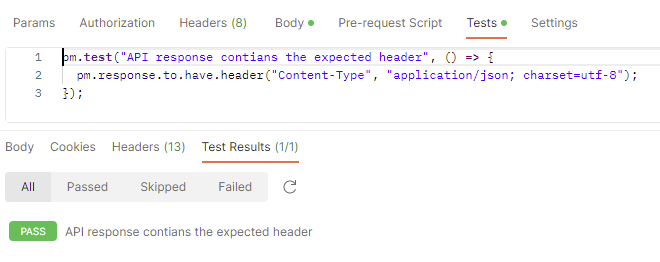 Params Authorization Headers (8) Body Pre-request Script Tests Settings
1 pm.test("API response contians the expected header", () => {
2 pm.response.to.have.header("Content-Type", "application/json; charset=utf-8");
3 });
Body Cookies Headers (13) Test Results (1/1)
All Passed Skipped Failed
PASS API response contians the expected header